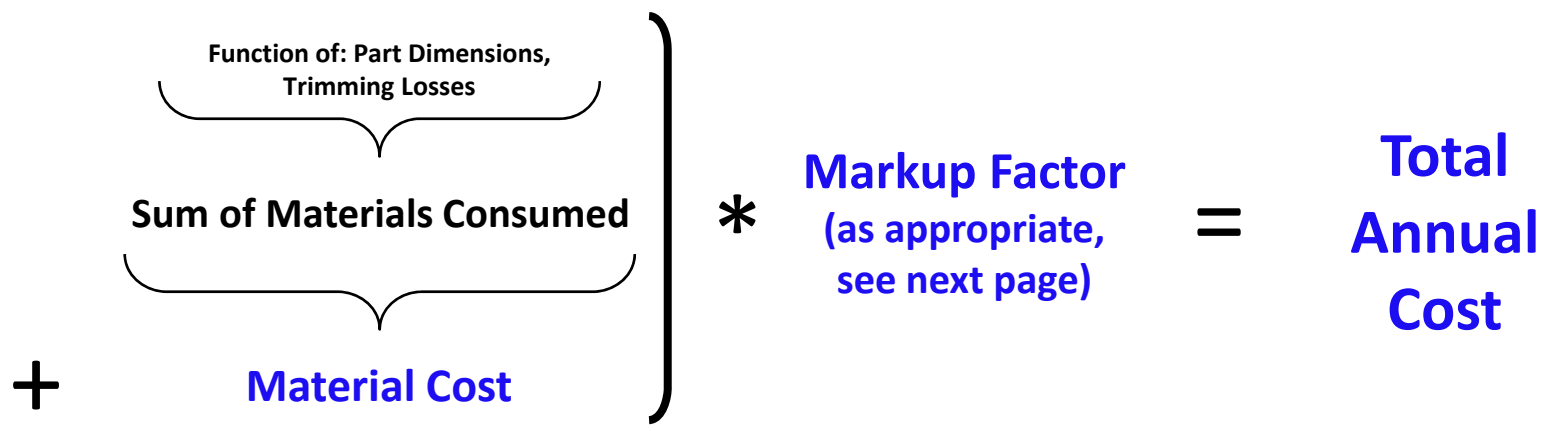 Function of: Part Dimensions,
Trimming Losses
Sum of Materials Consumed
+ Material Cost
*
Markup Factor
(as appropriate,
see next page)
=
Total
Annual
Cost